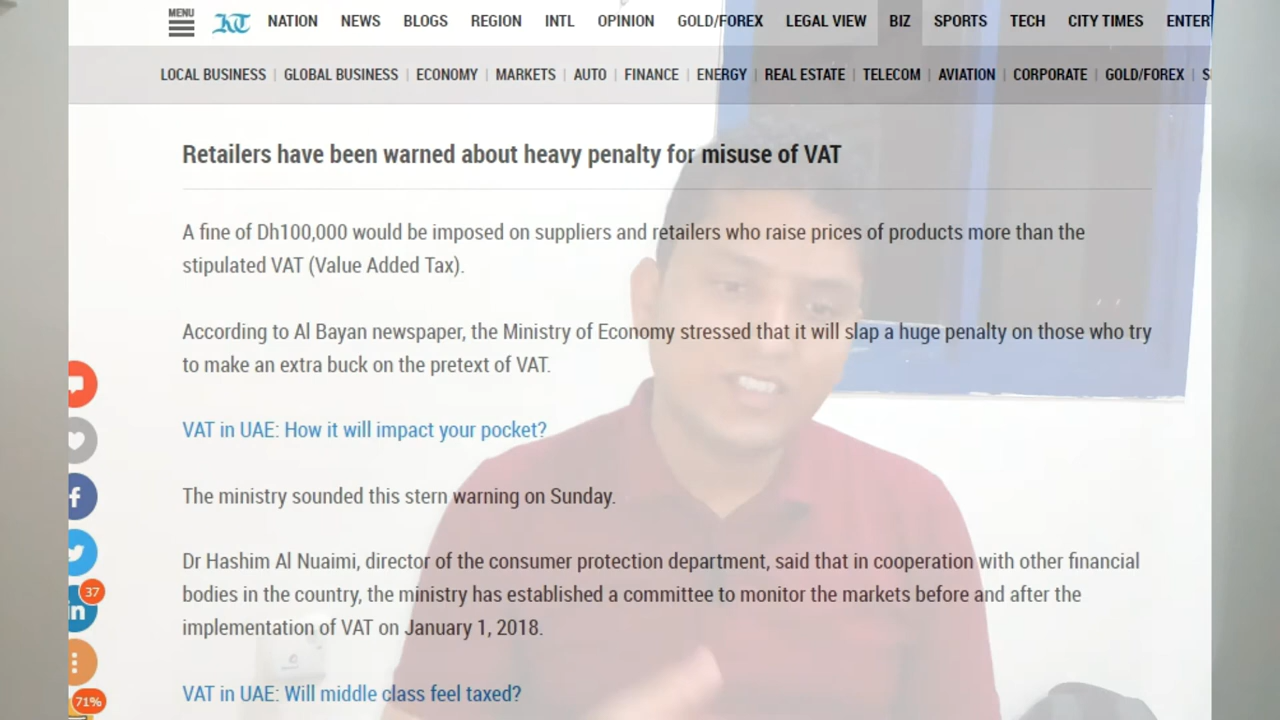 MENU
KT NATION NEWS BLOGS REGION INTL OPINION GOLD/FOREX LEGAL VIEW BIZ SPORTS TECH CITY TIMES ENTER
LOCAL BUSINESS | GLOBAL BUSINESS | ECONOMY | MARKETS | AUTO | FINANCE | ENERGY | REAL ESTATE | TELECOM | AVIATION | CORPORATE | GOLD/FOREX | S
Retailers have been warned about heavy penalty for misuse of VAT
A fine of Dh100,000 would be imposed on suppliers and retailers who raise prices of products more than the
stipulated VAT (Value Added Tax).
According to Al Bayan newspaper, the Ministry of Economy stressed that it will slap a huge penalty on those who try
to make an extra buck on the pretext of VAT.
VAT in UAE: How it will impact your pocket?
The ministry sounded this stern warning on Sunday.
Dr Hashim Al Nuaimi, director of the consumer protection department, said that in cooperation with other financial
bodies in the country, the ministry has established a committee to monitor the markets before and after the
implementation of VAT on January 1, 2018.
VAT in UAE: Will middle class feel taxed?
f
37
in
71%